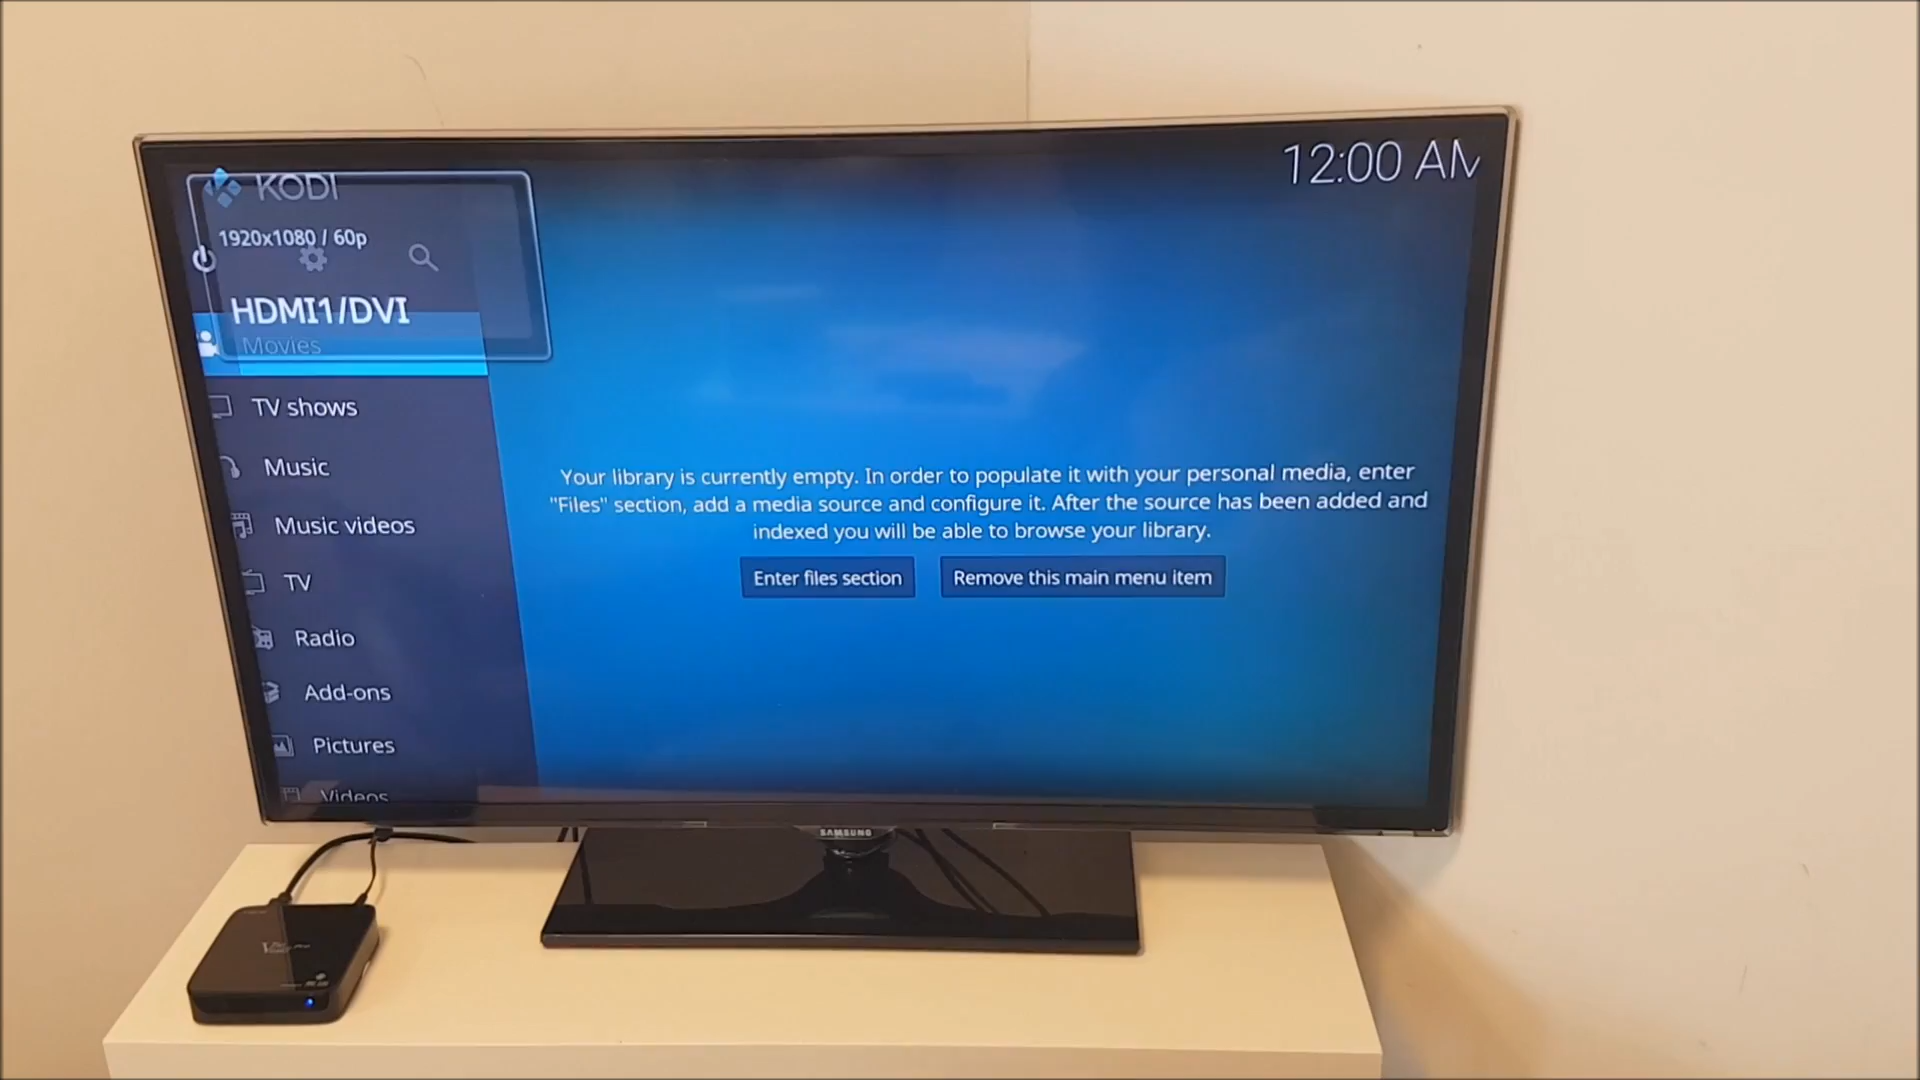 KODI
12:00 AM
1920x1080 / 60p
HDMI1/DVI
Movies
TV shows
Music
Music videos
TV
Radio
Add-ons
Pictures
Videos
Your library is currently empty. In order to populate it with your personal media, enter
"Files" section, add a media source and configure it. After the source has been added and
indexed you will be able to browse your library.
Enter files section
Remove this main menu item
SAMSUNG